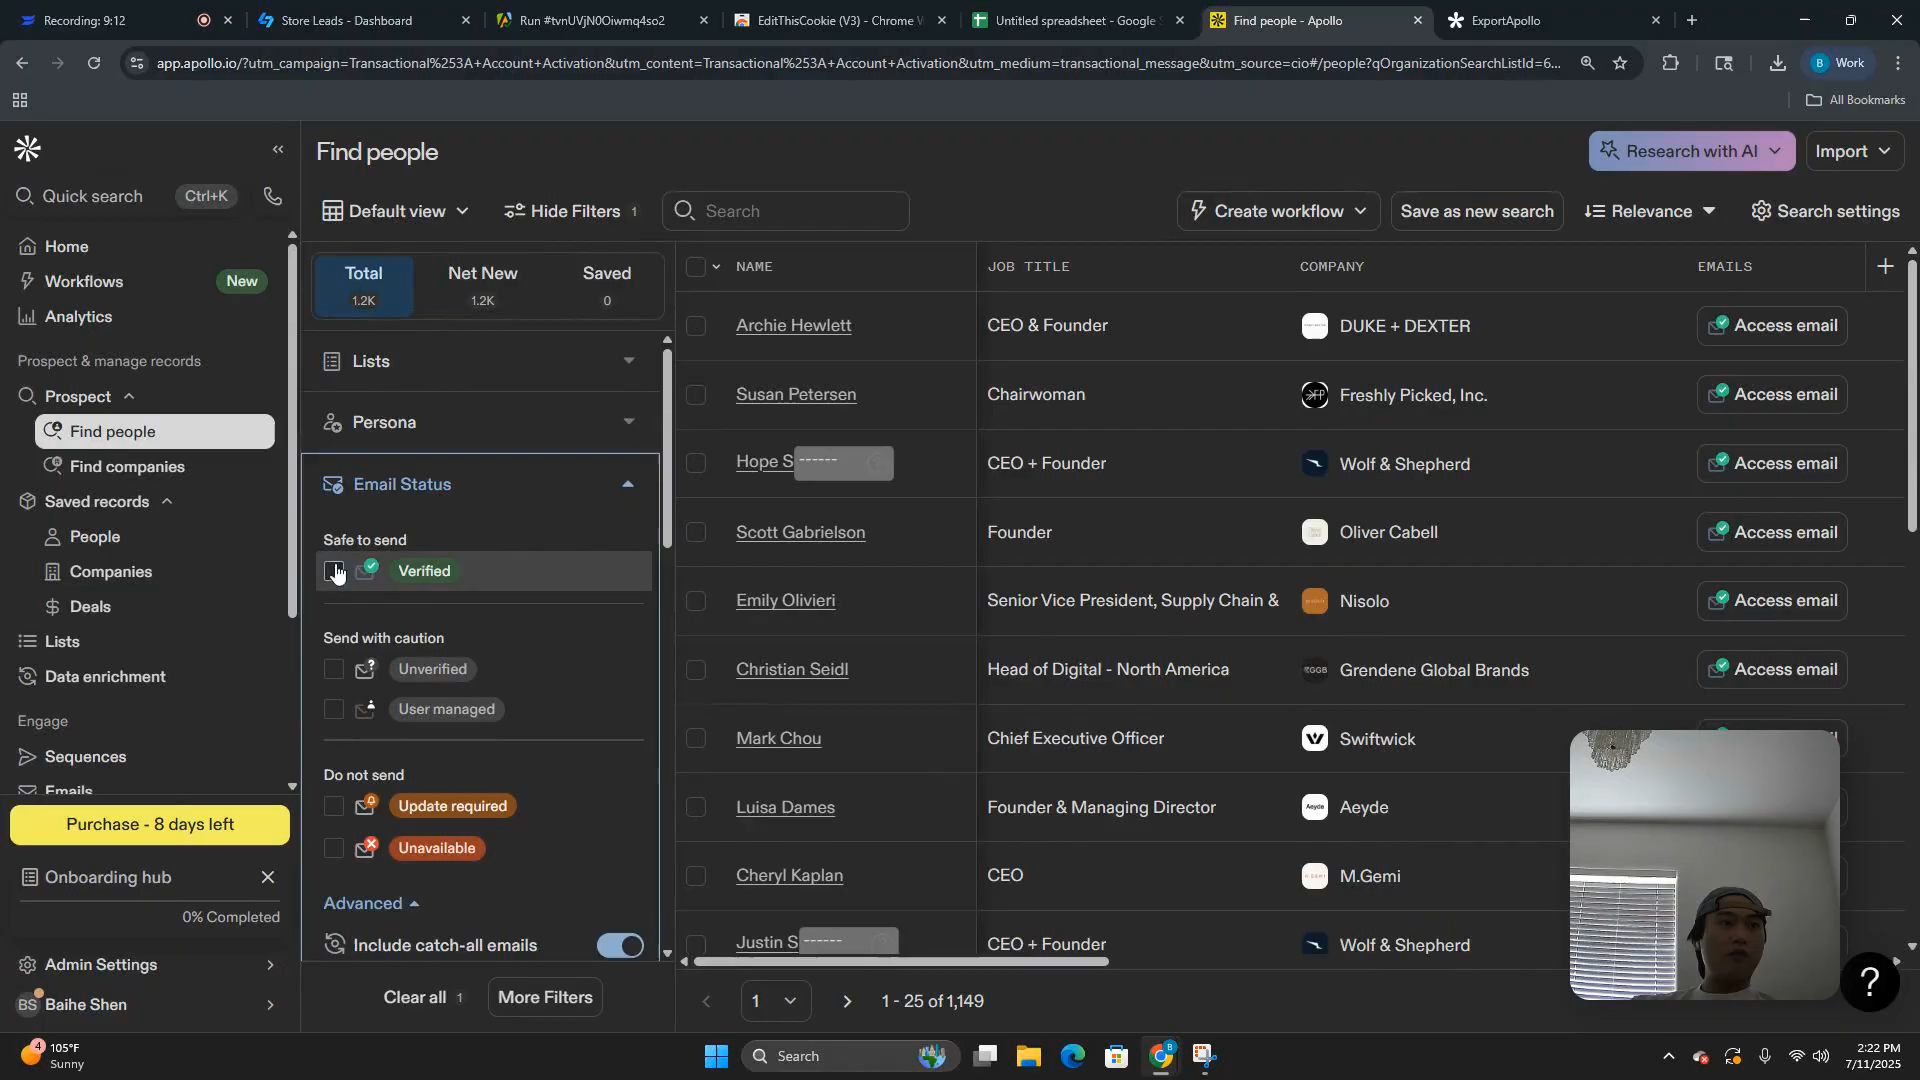 Recording: 9:12
Store Leads - Dashboard
Run #tvnUVjN0Oiwmq4so2
EditThisCookie (V3) - Chrome
Untitled spreadsheet - Google
Find people - Apollo
ExportApollo
app.apollo.io/?utm_campaign=Transactional%253A+Account+Activation&utm_content=Transactional%253A+Account+Activation&utm_medium=transactional_message&utm_source=cio#/people?qOrganizationSearchListId=6...
B Work
All Bookmarks
Find people
Research with AI
Import
Quick search
Ctrl+K
Default view
Hide Filters 1
Search
Create workflow
Save as new search
Relevance
Search settings
Home
Workflows
New
Analytics
Prospect & manage records
Prospect
Find people
Find companies
Saved records
People
Companies
Deals
Lists
Data enrichment
Engage
Sequences
Emails
Purchase - 8 days left
Onboarding hub
0% Completed
Admin Settings
BS Baihe Shen
Total
1.2K
Net New
1.2K
Saved
0
Lists
Persona
Email Status
Safe to send
Verified
Send with caution
Unverified
User managed
Do not send
Update required
Unavailable
Advanced
Include catch-all emails
Clear all 1
More Filters
NAME JOB TITLE COMPANY EMAILS
Archie Hewlett CEO & Founder DUKE + DEXTER Access email
Susan Petersen Chairwoman Freshly Picked, Inc. Access email
Hope S------ CEO + Founder Wolf & Shepherd Access email
Scott Gabrielson Founder Oliver Cabell Access email
Emily Olivieri Senior Vice President, Supply Chain & Nisolo Access email
Christian Seidl Head of Digital - North America Grendene Global Brands Access email
Mark Chou Chief Executive Officer Swiftwick
Luisa Dames Founder & Managing Director Aeyde
Cheryl Kaplan CEO M.Gemi
Justin S------ CEO + Founder Wolf & Shepherd
1
1 - 25 of 1,149
?
4
105°F
Sunny
Search
2:22 PM
7/11/2025